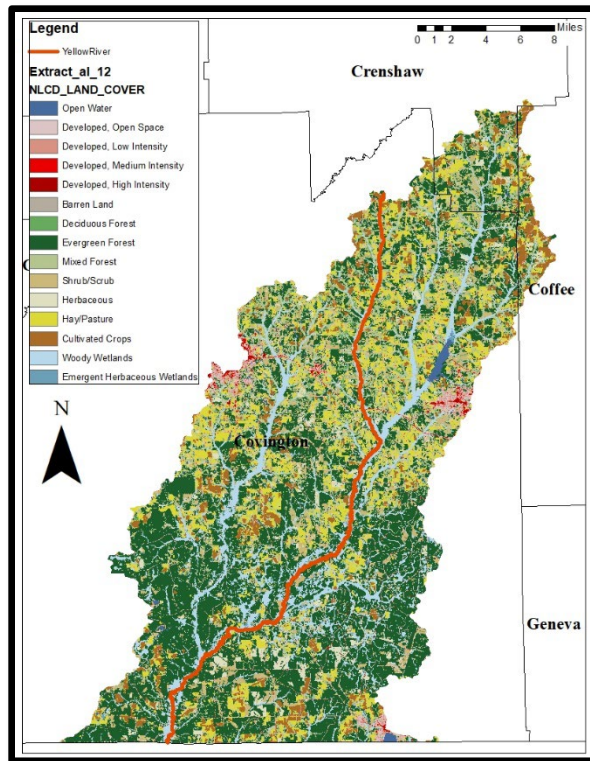 Legend
YellowRiver
Extract_al_12
NLCD_LAND_COVER
Open Water
Developed, Open Space
Developed, Low Intensity
Developed, Medium Intensity
Developed, High Intensity
Barren Land
Deciduous Forest
Evergreen Forest
Mixed Forest
Shrub/Scrub
Herbaceous
Hay/Pasture
Cultivated Crops
Woody Wetlands
Emergent Herbaceous Wetlands
0 1 2 4 6 8
Miles
Crenshaw
Coffee
N
Covington
Geneva